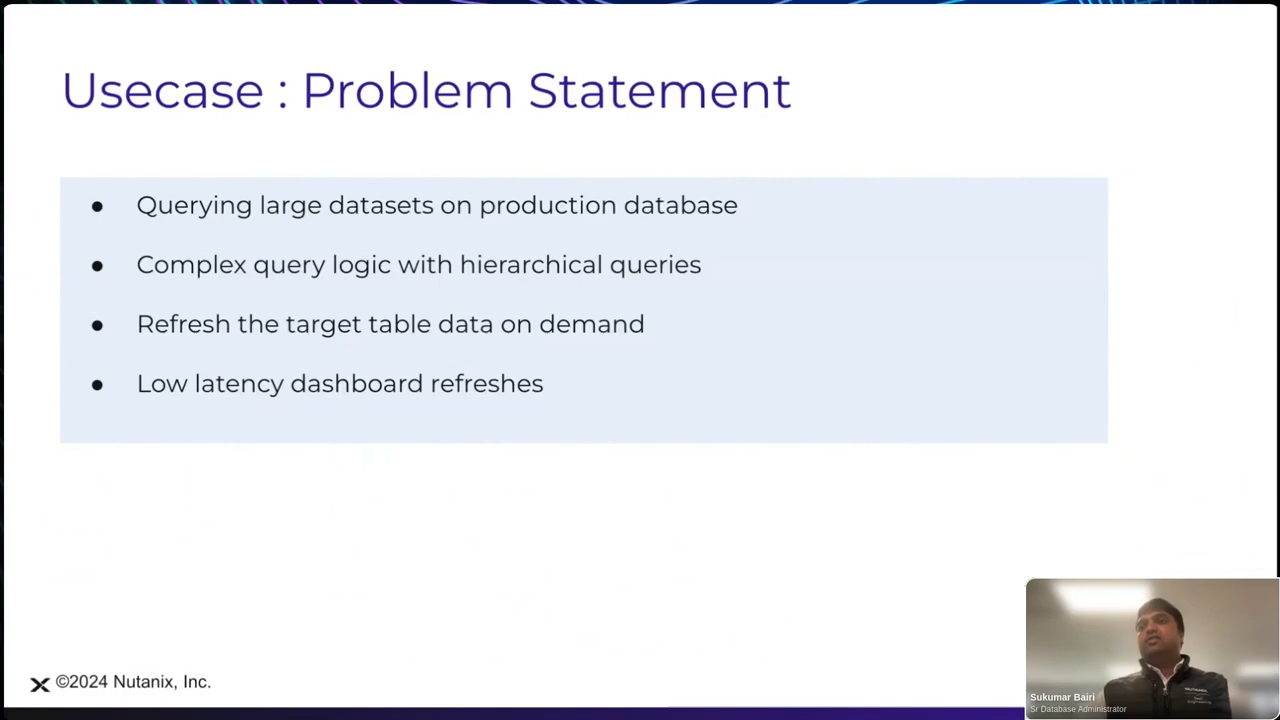 Usecase : Problem Statement
● Querying large datasets on production database
● Complex query logic with hierarchical queries
● Refresh the target table data on demand
● Low latency dashboard refreshes
©2024 Nutanix, Inc.
NUTANIX
Sukumar Bairi
Sr Database Administrator